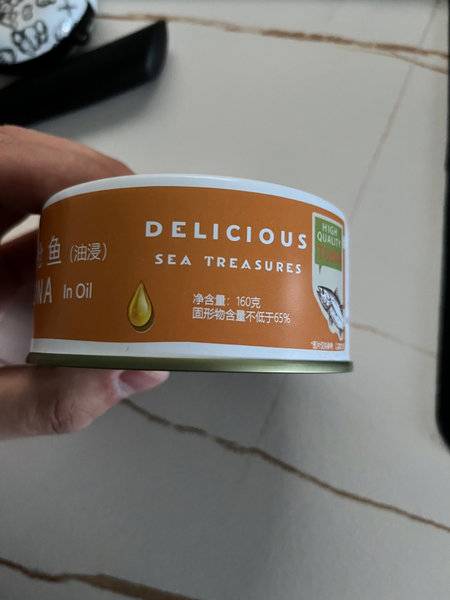 DELICIOUS
SEA TREASURES
鱼 (油浸)
NA In Oil
净含量: 160克
固形物含量不低于65%
HIGH
QUALITY